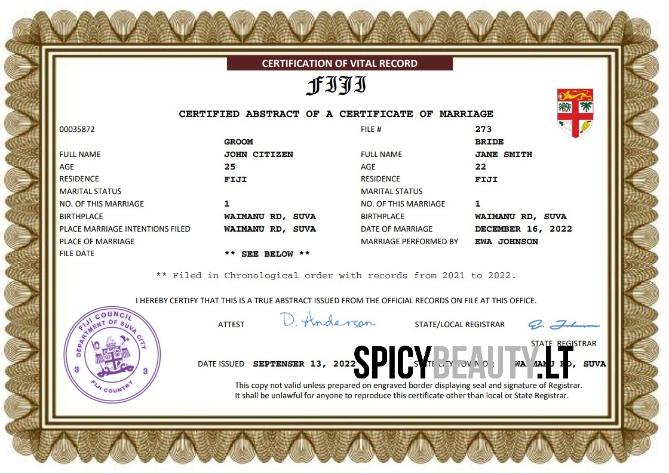 CERTIFICATION OF VITAL RECORD
FIJI
CERTIFIED ABSTRACT OF A CERTIFICATE OF MARRIAGE
00035872 FILE # 273
GROOM BRIDE
FULL NAME JOHN CITIZEN FULL NAME JANE SMITH
AGE 25 AGE 22
RESIDENCE FIJI RESIDENCE FIJI
MARITAL STATUS MARITAL STATUS
NO. OF THIS MARRIAGE 1 NO. OF THIS MARRIAGE 1
BIRTHPLACE WAIMANU RD, SUVA BIRTHPLACE WAIMANU RD, SUVA
PLACE MARRIAGE INTENTIONS FILED WAIMANU RD, SUVA DATE OF MARRIAGE DECEMBER 16, 2022
PLACE OF MARRIAGE MARRIAGE PERFORMED BY EWA JOHNSON
FILE DATE ** SEE BELOW **
** Filed in Chronological order with records from 2021 to 2022.
I HEREBY CERTIFY THAT THIS IS A TRUE ABSTRACT ISSUED FROM THE OFFICIAL RECORDS ON FILE AT THIS OFFICE.
FIJI COUNCIL
DEPARTMENT OF SUVA CITY
3 3
FIJI COUNTRY
ATTEST D. Anderson STATE/LOCAL REGISTRAR E. Johnson
STATE REGISTRAR
DATE ISSUED SEPTENSER 13, 2022 WAIMANU RD, SUVA
SPICYBEAUTY.LT
This copy not valid unless prepared on engraved border displaying seal and signature of Registrar.
It shall be unlawful for anyone to reproduce this certificate other than local or State Registrar.